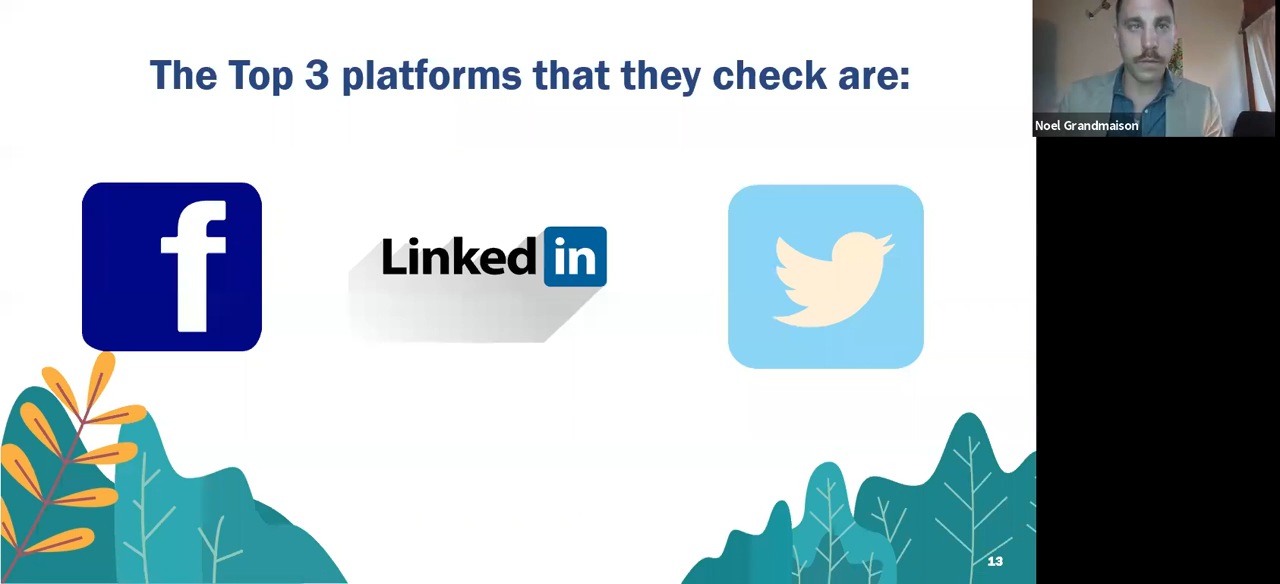 The Top 3 platforms that they check are:
Noel Grandmaison
f
Linked in
13